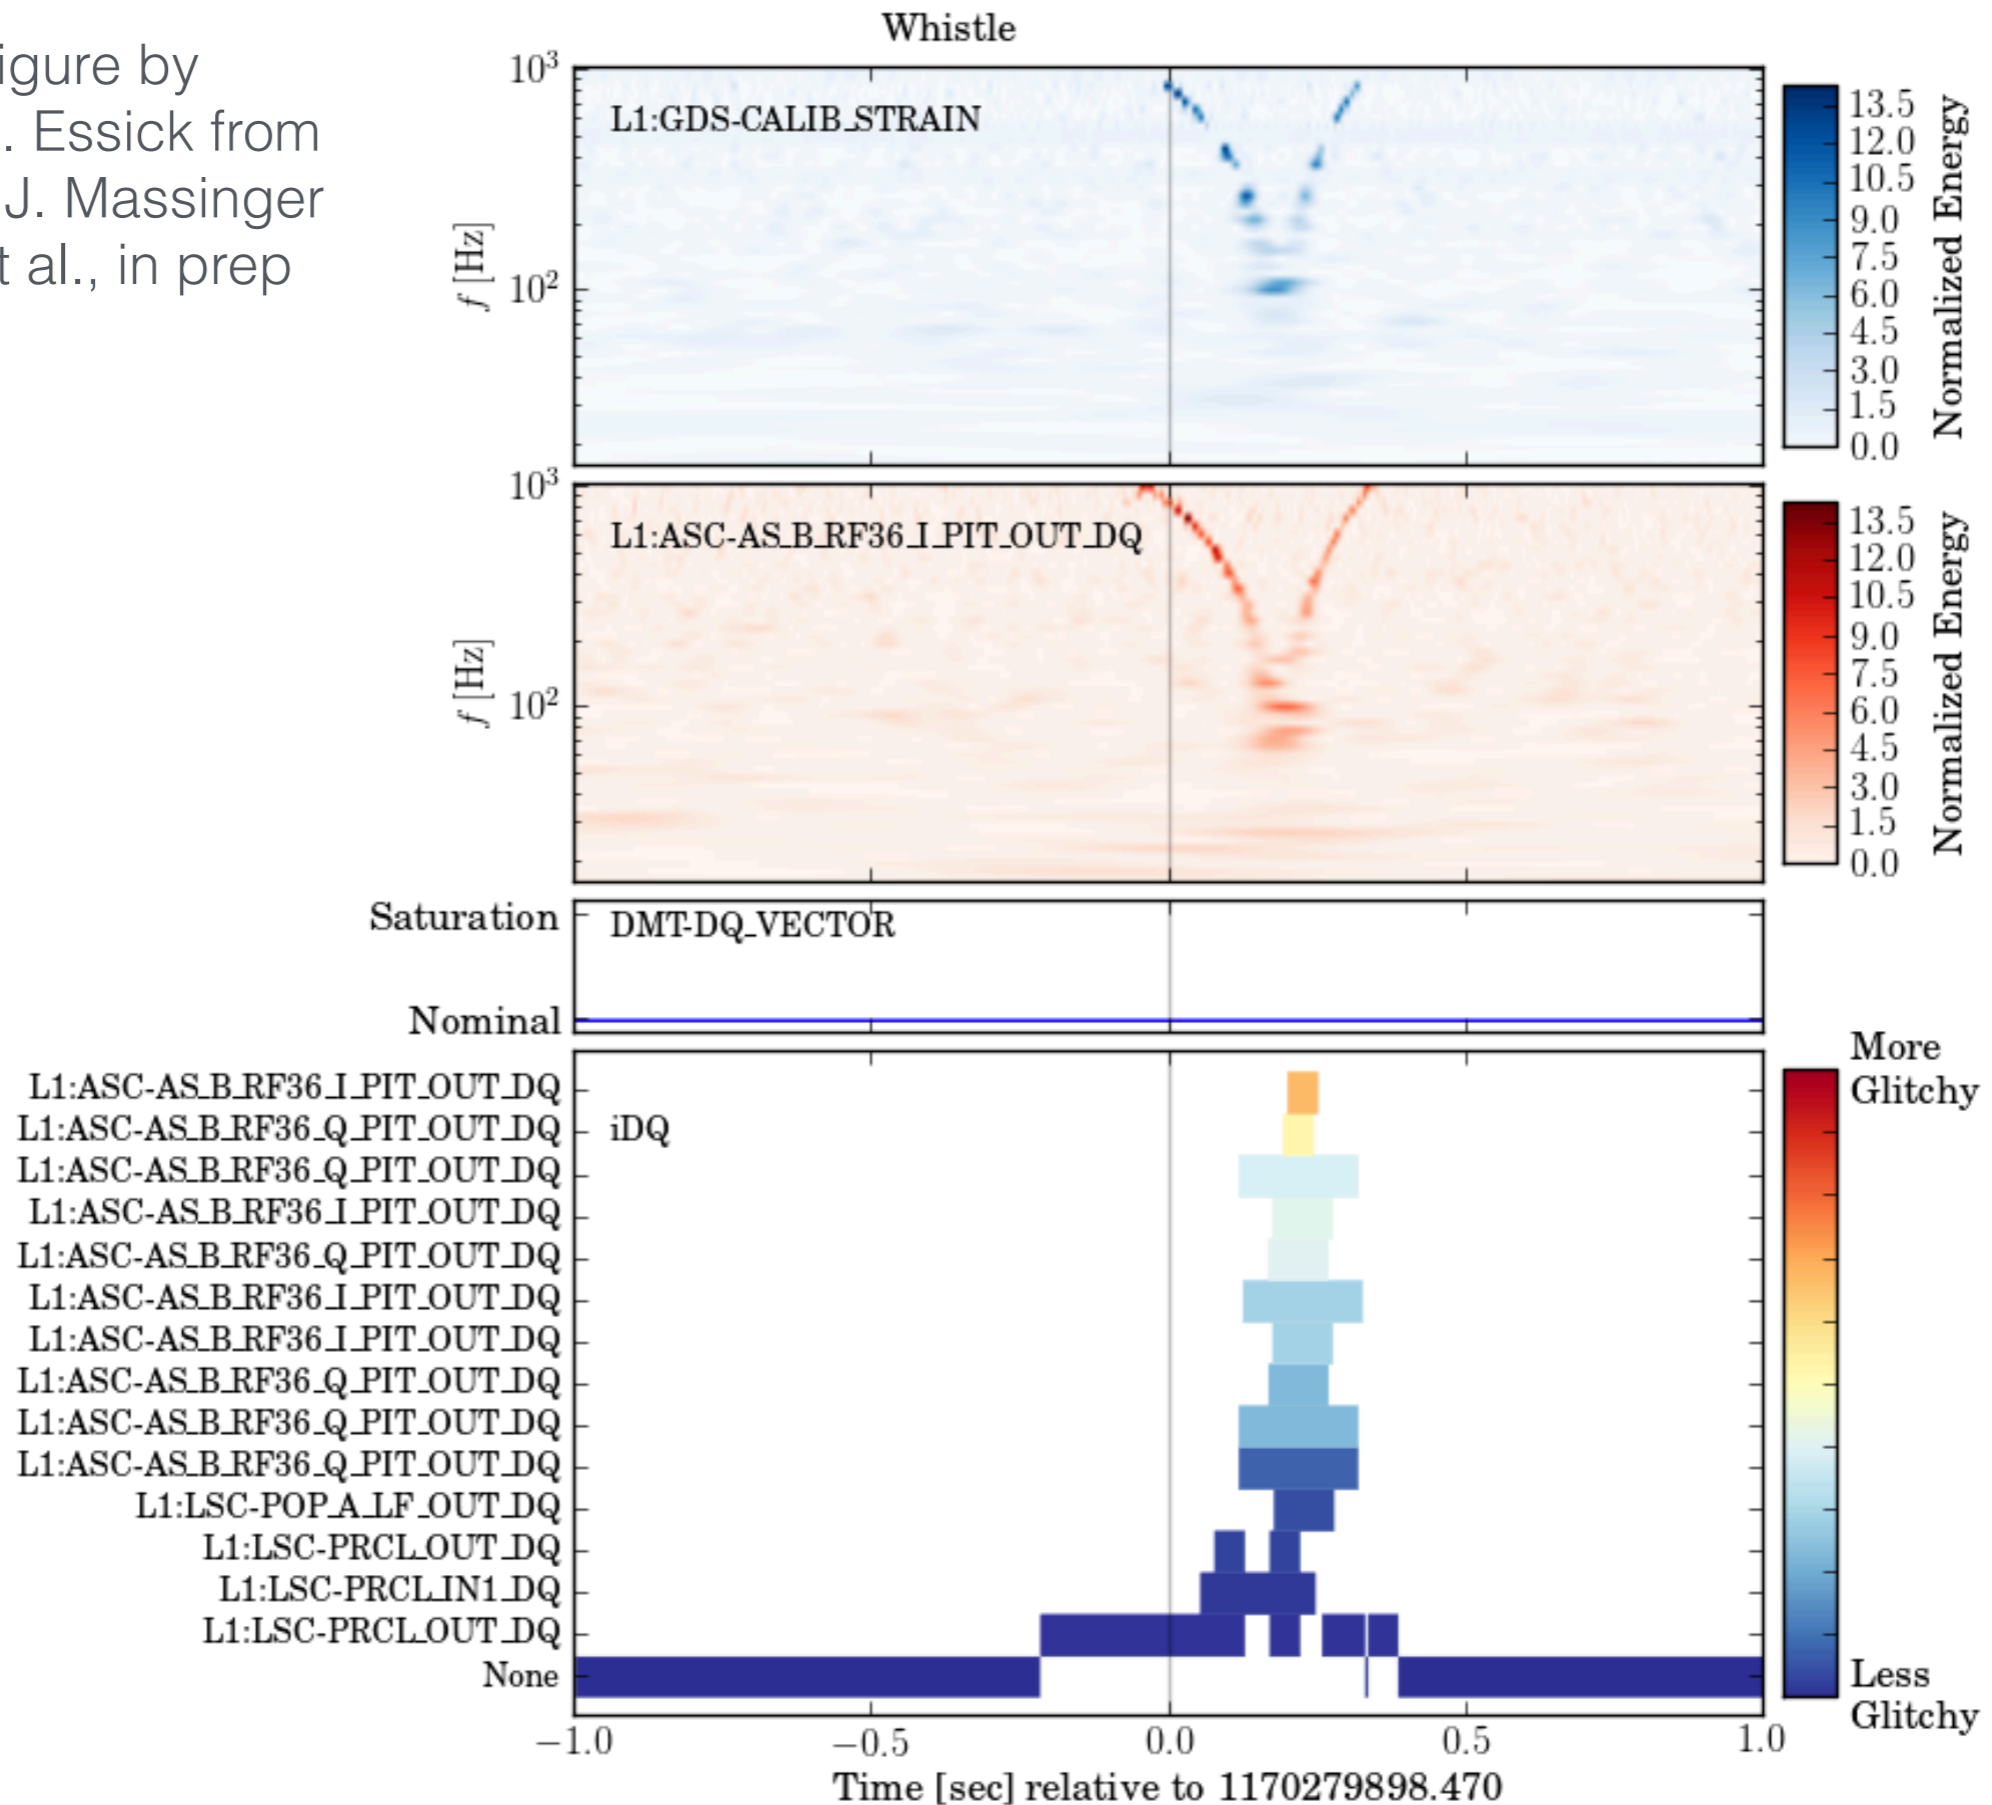 igure by
. Essick from
J. Massinger
t al., in prep
Whistle
10³
L1:GDS-CALIB_STRAIN
f [Hz]
10²
13.5
12.0
10.5
9.0
7.5
6.0
4.5
3.0
1.5
0.0
Normalized Energy
10³
L1:ASC-AS_B_RF36_I_PIT_OUT_DQ
f [Hz]
10²
13.5
12.0
10.5
9.0
7.5
6.0
4.5
3.0
1.5
0.0
Normalized Energy
Saturation
DMT-DQ_VECTOR
Nominal
L1:ASC-AS_B_RF36_I_PIT_OUT_DQ
L1:ASC-AS_B_RF36_Q_PIT_OUT_DQ
iDQ
L1:ASC-AS_B_RF36_Q_PIT_OUT_DQ
L1:ASC-AS_B_RF36_I_PIT_OUT_DQ
L1:ASC-AS_B_RF36_Q_PIT_OUT_DQ
L1:ASC-AS_B_RF36_I_PIT_OUT_DQ
L1:ASC-AS_B_RF36_I_PIT_OUT_DQ
L1:ASC-AS_B_RF36_Q_PIT_OUT_DQ
L1:ASC-AS_B_RF36_Q_PIT_OUT_DQ
L1:ASC-AS_B_RF36_Q_PIT_OUT_DQ
L1:LSC-POP_A_LF_OUT_DQ
L1:LSC-PRCL_OUT_DQ
L1:LSC-PRCL_IN1_DQ
L1:LSC-PRCL_OUT_DQ
None
More
Glitchy
Less
Glitchy
−1.0
−0.5
0.0
0.5
1.0
Time [sec] relative to 1170279898.470